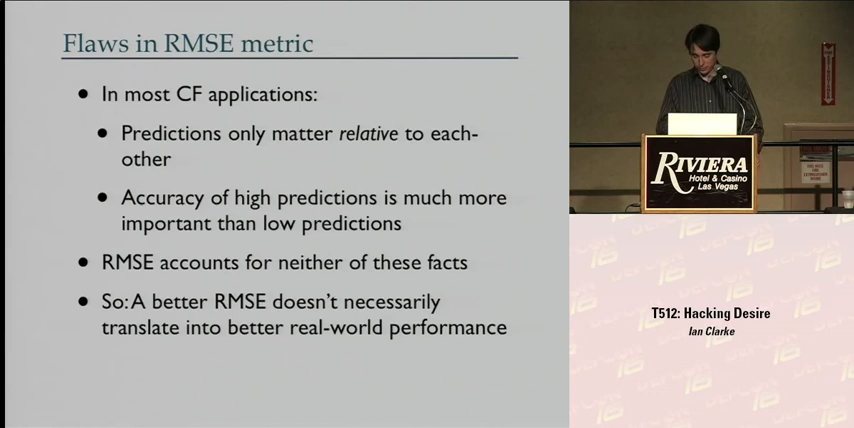 Flaws in RMSE metric
• In most CF applications:
• Predictions only matter relative to each-
other
• Accuracy of high predictions is much more
important than low predictions
• RMSE accounts for neither of these facts
• So: A better RMSE doesn't necessarily
translate into better real-world performance
RIVIERA
Hotel & Casino
Las Vegas
T512: Hacking Desire
Ian Clarke